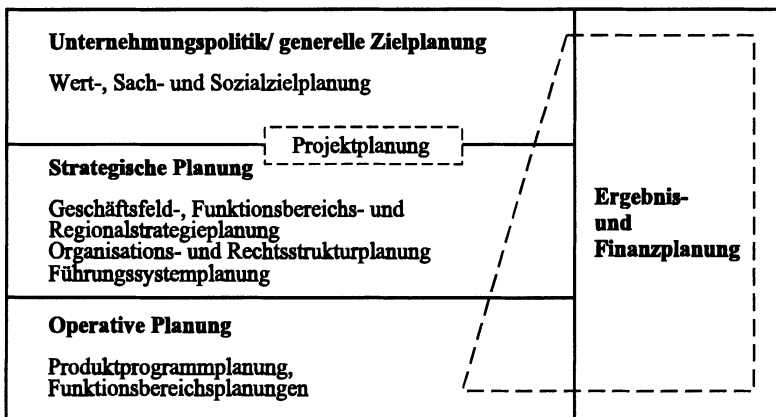 Unternehmungspolitik/ generelle Zielplanung
Wert-, Sach- und Sozialzielplanung
Projektplanung
Strategische Planung
Geschäftsfeld-, Funktionsbereichs- und
Regionalstrategieplanung
Organisations- und Rechtsstrukturplanung
Führungssystemplanung
Operative Planung
Produktprogrammplanung,
Funktionsbereichsplanungen
Ergebnis-
und
Finanzplanung